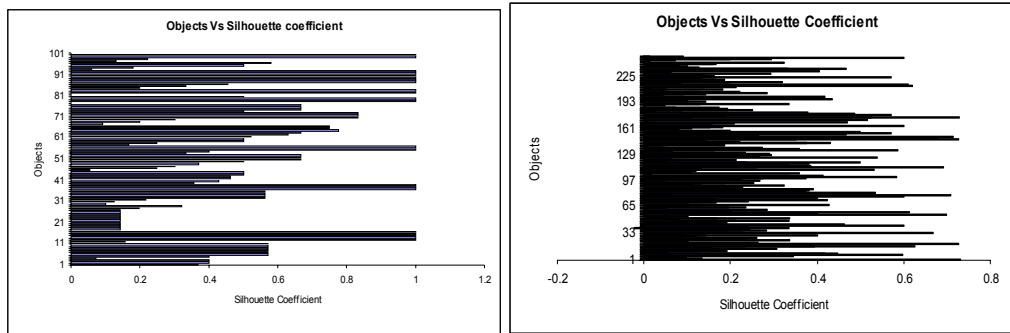 Objects Vs Silhouette coefficient
101
91
81
71
61
51
41
31
21
11
1
Objects
0 0.2 0.4 0.6 0.8 1 1.2
Silhouette Coefficient
Objects Vs Silhouette Coefficient
225
193
161
129
97
65
33
1
Objects
-0.2 0 0.2 0.4 0.6 0.8
Silhouette Coefficient